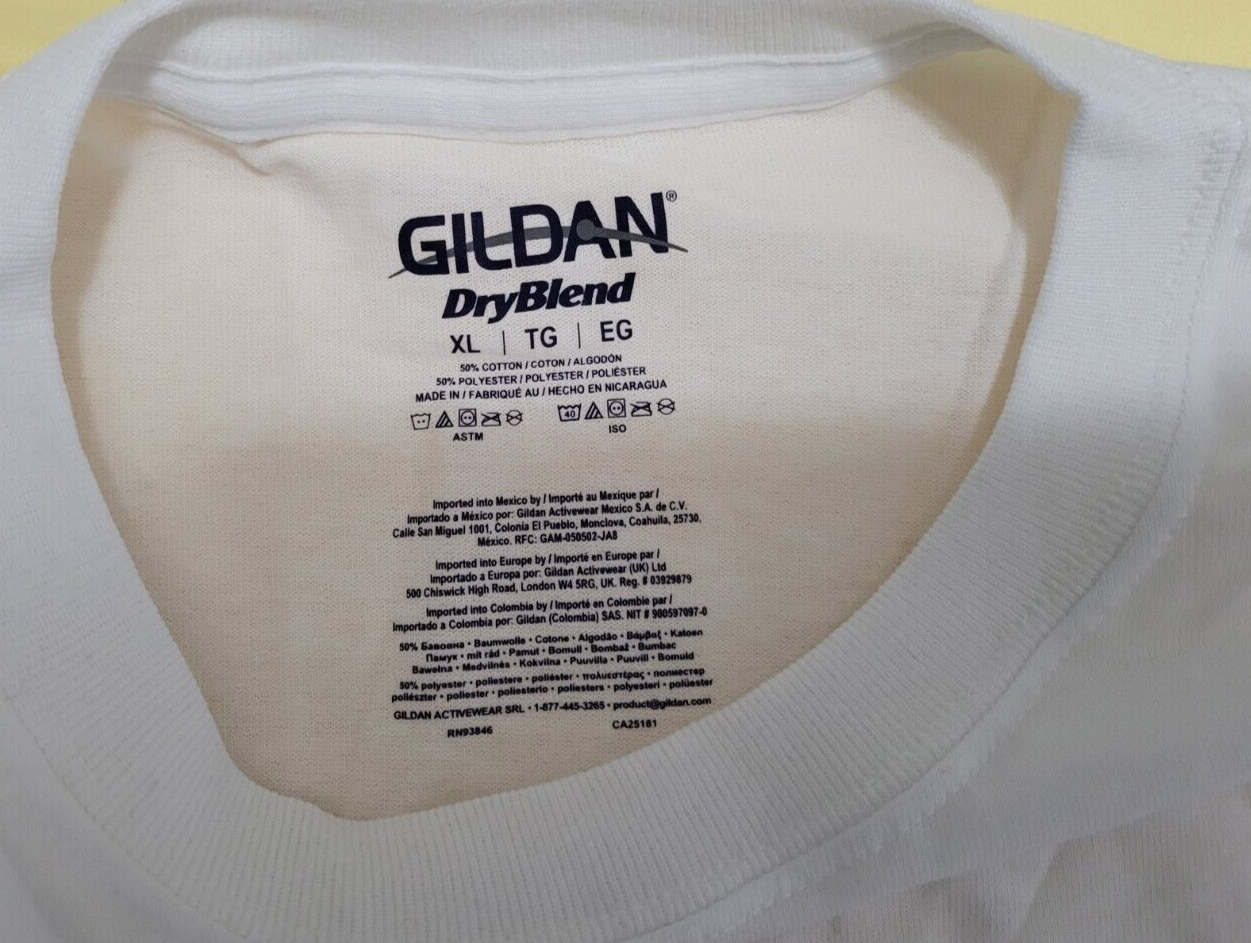 GILDAN®
DryBlend
XL | TG | EG
50% COTTON / COTON / ALGODÓN
50% POLYESTER / POLYESTER / POLIÉSTER
MADE IN / FABRIQUÉ AU / HECHO EN NICARAGUA
40
ASTM ISO
Imported into Mexico by / Importé au Mexique par /
Importado a México por: Gildan Activewear Mexico S.A. de C.V.
Calle San Miguel 1001, Colonia El Pueblo, Monclova, Coahuila, 25730,
México. RFC: GAM-050502-JA8
Imported into Europe by / Importé en Europe par /
Importado a Europa por: Gildan Activewear (UK) Ltd
500 Chiswick High Road, London W4 5RG, UK. Reg. # 03929879
Imported into Colombia by / Importé en Colombie par /
Importado a Colombia por: Gildan (Colombia) SAS. NIT # 900597097-0
50% Бавовна • Baumwolle • Cotone • Algodão • Βάμβαξ • Katoen
Памук • mit råd • Pamut • Bomull • Bombaž • Bumbac
Bawełna • Medvilnės • Kokvilna • Puuvilla • Puuvill • Bomuld
50% polyester • poliestere • poliéster • πολυεστέρας • полиестер
poliészter • poliester • poliesterio • poliesters • polyesteri • polüester
GILDAN ACTIVEWEAR SRL • 1-877-445-3265 • product@gildan.com
RN93846 CA25181